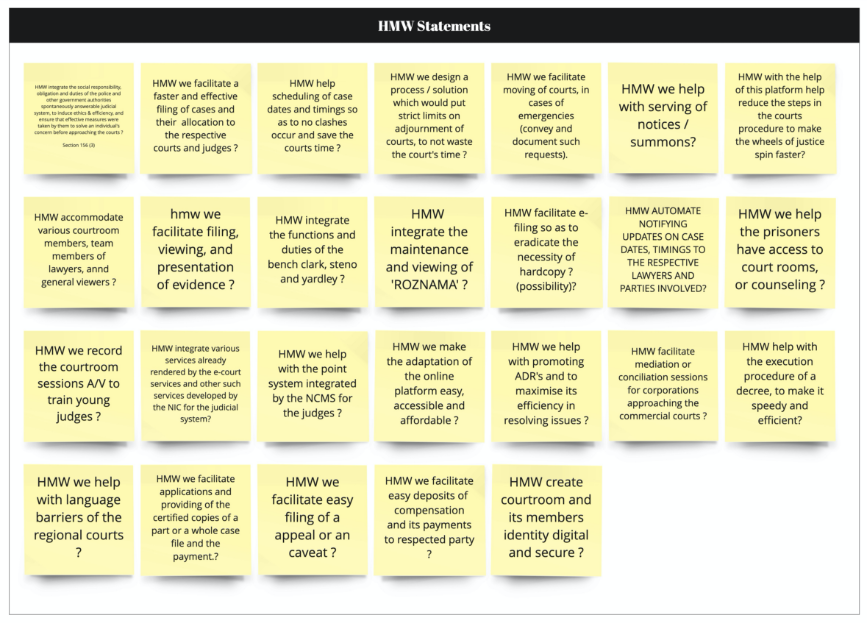 HMW Statements
HMW integrate the social responsibility,
obligation and duties of the police and
other government authorities
spontaneously answerable judicial
system, to induce ethics & efficiency, and
ensure that effective measures were
taken by them to solve an individual's
concern before approaching the courts ?
Section 156 (3)
HMW we facilitate a
faster and effective
filing of cases and
their allocation to
the respective
courts and judges ?
HMW help
scheduling of case
dates and timings so
as to no clashes
occur and save the
courts time ?
HMW we design a
process / solution
which would put
strict limits on
adjournment of
courts, to not waste
the court's time ?
HMW we facilitate
moving of courts, in
cases of
emergencies
(convey and
document such
requests).
HMW we help
with serving of
notices /
summons?
HMW with the help
of this platform help
reduce the steps in
the courts
procedure to make
the wheels of justice
spin faster?
HMW accommodate
various courtroom
members, team
members of
lawyers, annd
general viewers ?
hmw we
facilitate filing,
viewing, and
presentation
of evidence ?
HMW integrate
the functions and
duties of the
bench clark, steno
and yardley ?
HMW
integrate the
maintenance
and viewing of
'ROZNAMA' ?
HMW facilitate e-
filing so as to
eradicate the
necessity of
hardcopy ?
(possibility)?
HMW AUTOMATE
NOTIFYING
UPDATES ON CASE
DATES, TIMINGS TO
THE RESPECTIVE
LAWYERS AND
PARTIES INVOLVED?
HMW we help
the prisoners
have access to
court rooms,
or counseling ?
HMW we record
the courtroom
sessions A/V to
train young
judges ?
HMW integrate various
services already
rendered by the e-court
services and other such
services developed by
the NIC for the judicial
system?
HMW we help
with the point
system integrated
by the NCMS for
the judges ?
HMW we make
the adaptation of
the online
platform easy,
accessible and
affordable ?
HMW we help
with promoting
ADR's and to
maximise its
efficiency in
resolving issues ?
HMW facilitate
mediation or
conciliation sessions
for corporations
approaching the
commercial courts ?
HMW help with
the execution
procedure of a
decree, to make it
speedy and
efficient?
HMW we help
with language
barriers of the
regional courts
?
HMW we facilitate
applications and
providing of the
certified copies of a
part or a whole case
file and the
payment.?
HMW we
facilitate easy
filing of a
appeal or an
caveat ?
HMW we facilitate
easy deposits of
compensation
and its payments
to respected party
?
HMW create
courtroom and
its members
identity digital
and secure ?